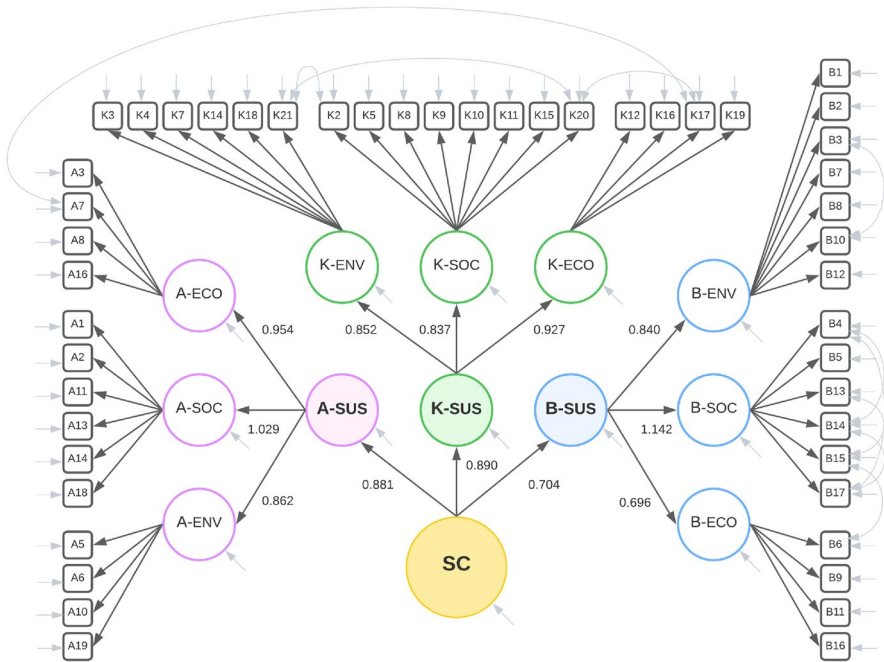 B1
B2
K3 K4 K7 K14 K18 K21 K2 K5 K8 K9 K10 K11 K15 K20 K12 K16 K17 K19
B3
A3
B7
A7
B8
A8
B10
A16
B12
K-ENV K-SOC K-ECO
A-ECO
B-ENV
A1
0.954 0.852 0.837 0.927 0.840
B4
A2
B5
A11
B13
A-SOC A-SUS K-SUS B-SUS B-SOC
A13
1.029
1.142
B14
A14
B15
A18
0.881 0.890 0.704
B17
0.862
0.696
A-ENV
B-ECO
A5
B6
SC
A6
B9
A10
B11
A19
B16